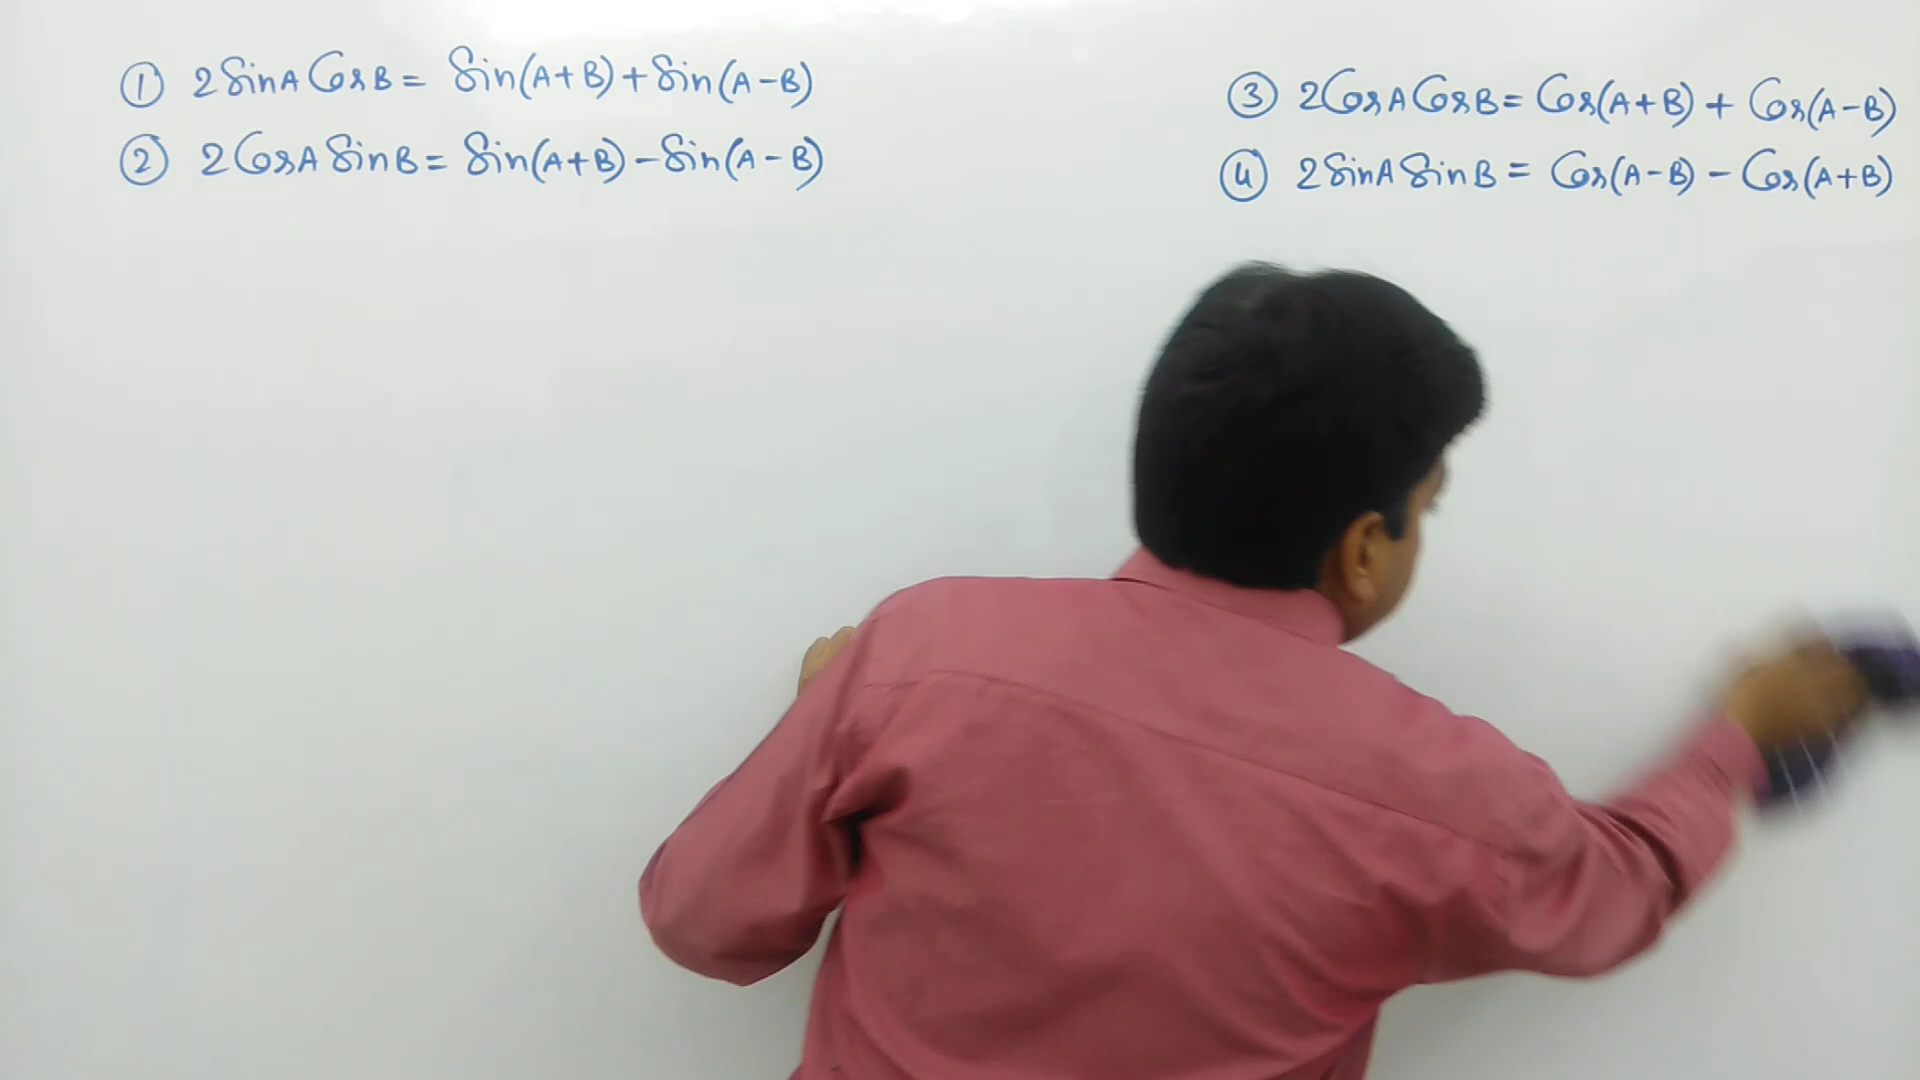 ① 2SinA CosB = Sin(A+B)+Sin(A-B)
② 2CosA SinB = Sin(A+B)-Sin(A-B)
③ 2CosA CosB = Cos(A+B) + Cos(A-B)
④ 2SinA SinB = Cos(A-B) - Cos(A+B)